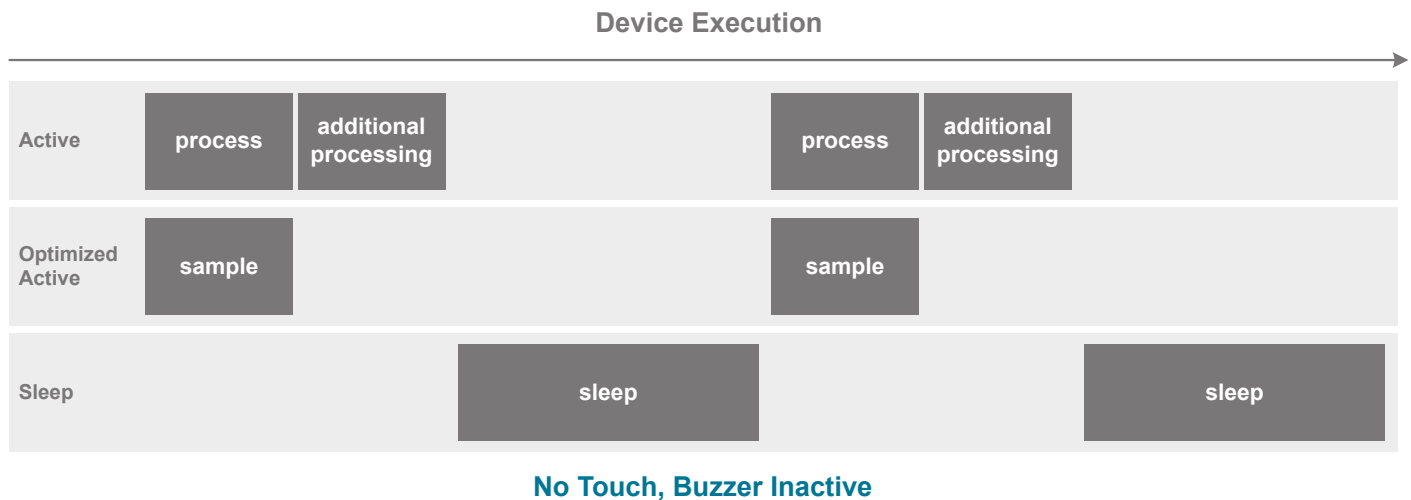 Device Execution
Active
process
additional
processing
process
additional
processing
Optimized
Active
sample
sample
Sleep
sleep
sleep
No Touch, Buzzer Inactive